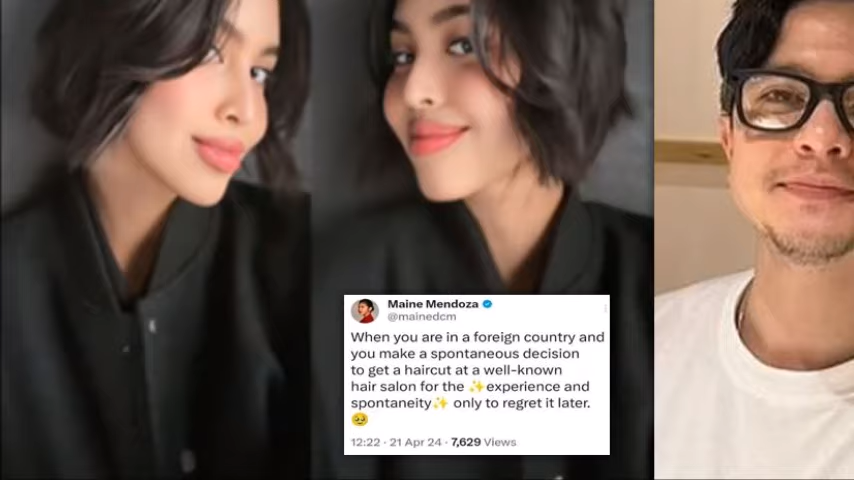 Maine Mendoza
@mainedcm
When you are in a foreign country and
you make a spontaneous decision
to get a haircut at a well-known
hair salon for the ✨experience and
spontaneity✨ only to regret it later.
🥹
12:22 · 21 Apr 24 · 7,629 Views